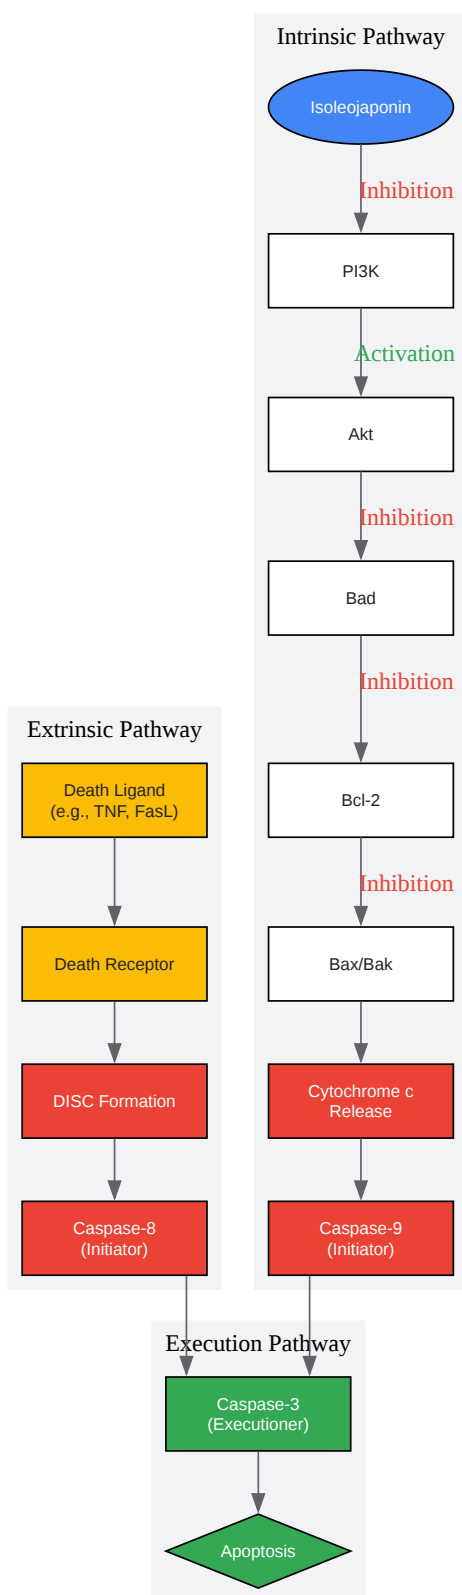 Intrinsic Pathway
Isoleojaponin
Inhibition
PI3K
Activation
Akt
Inhibition
Bad
Inhibition
Bcl-2
Inhibition
Bax/Bak
Cytochrome c
Release
Caspase-9
(Initiator)
Extrinsic Pathway
Death Ligand
(e.g., TNF, FasL)
Death Receptor
DISC Formation
Caspase-8
(Initiator)
Execution Pathway
Caspase-3
(Executioner)
Apoptosis